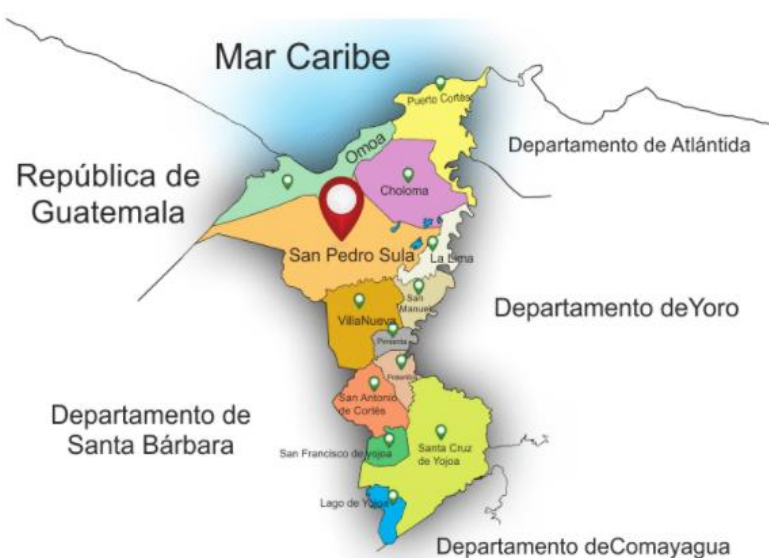 Mar Caribe
Puerto Cortés
Departamento de Atlántida
Omoa
República de
Guatemala
Choloma
San Pedro Sula
La Lima
San
Manuel
Departamento deYoro
VillaNueva
Pimienta
Potrerillos
San Antonio
de Cortés
Departamento de
Santa Bárbara
San Francisco de yojoa
Santa Cruz
de Yojoa
Lago de Yojoa
Departamento deComayagua